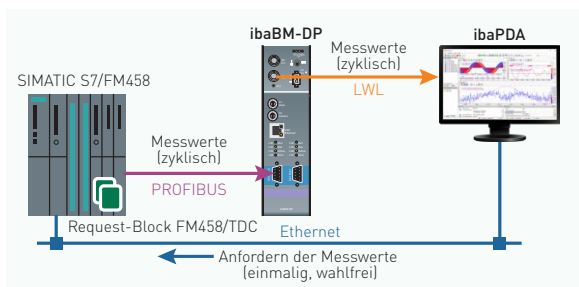 ibaBM-DP
ibaPDA
Messwerte
(zyklisch)
LWL
SIMATIC S7/FM458
Messwerte
(zyklisch)
PROFIBUS
Request-Block FM458/TDC
Ethernet
Anfordern der Messwerte
(einmalig, wahlfrei)